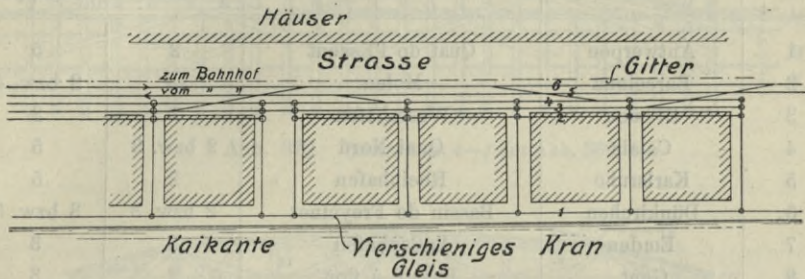 Häuser
Strasse
zum Bahnhof
vom " "
Gitter
6
5
4
3
2
1
Kaikante
Vierschieniges
Gleis
Kran